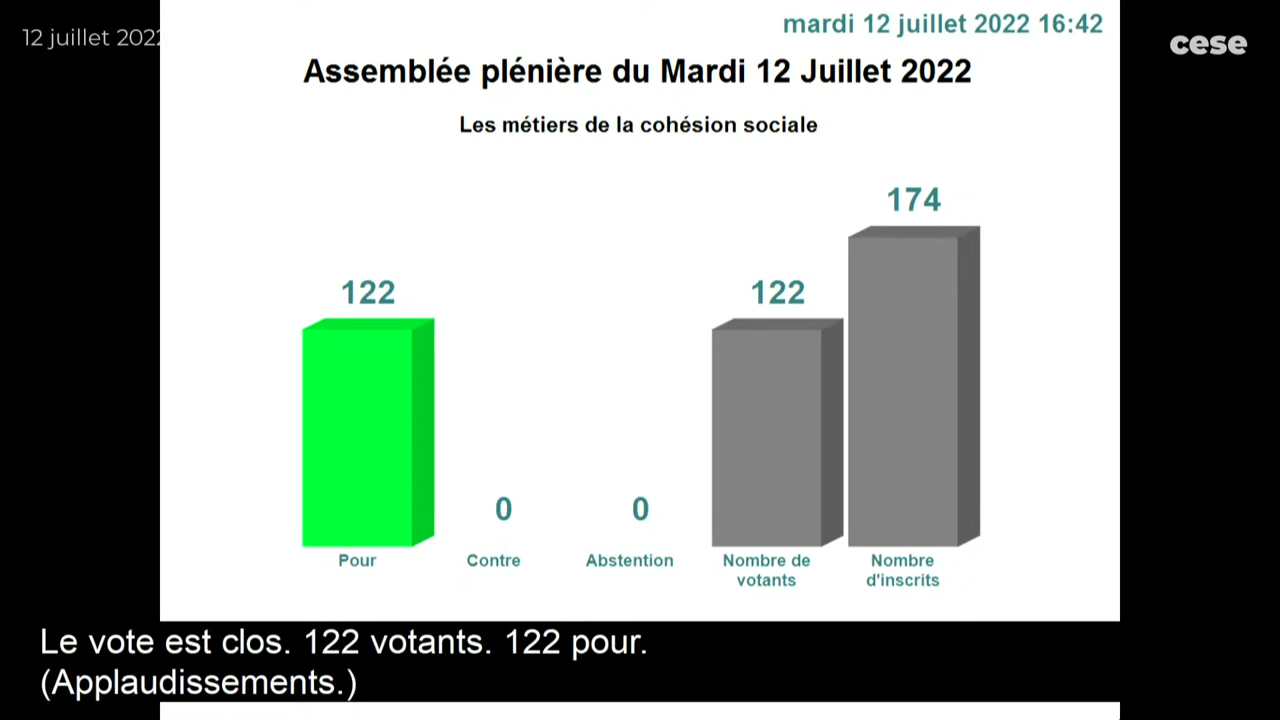 mardi 12 juillet 2022 16:42
12 juillet 2022
cese
Assemblée plénière du Mardi 12 Juillet 2022
Les métiers de la cohésion sociale
174
122
122
0
0
Pour
Contre
Abstention
Nombre de
votants
Nombre
d'inscrits
Le vote est clos. 122 votants. 122 pour.
(Applaudissements.)